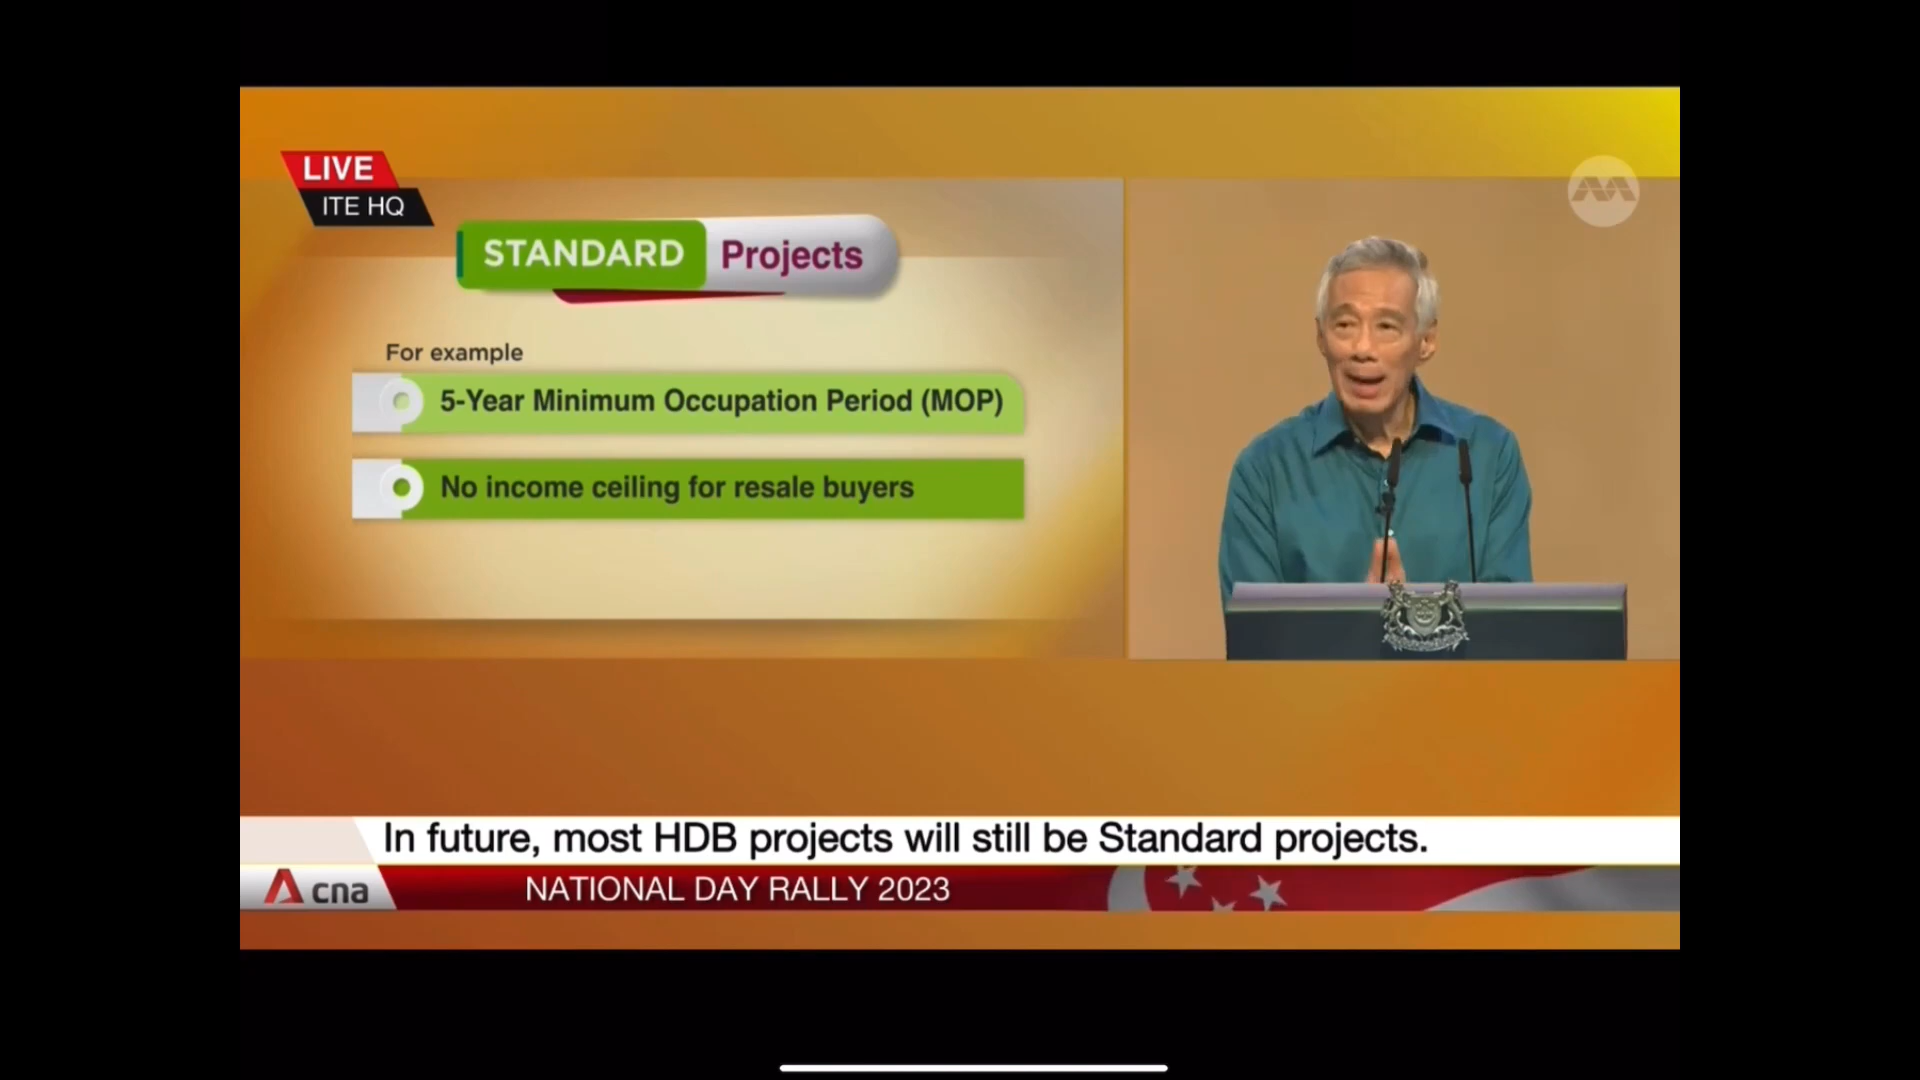 LIVE
ITE HQ
STANDARD Projects
For example
5-Year Minimum Occupation Period (MOP)
No income ceiling for resale buyers
In future, most HDB projects will still be Standard projects.
cna
NATIONAL DAY RALLY 2023